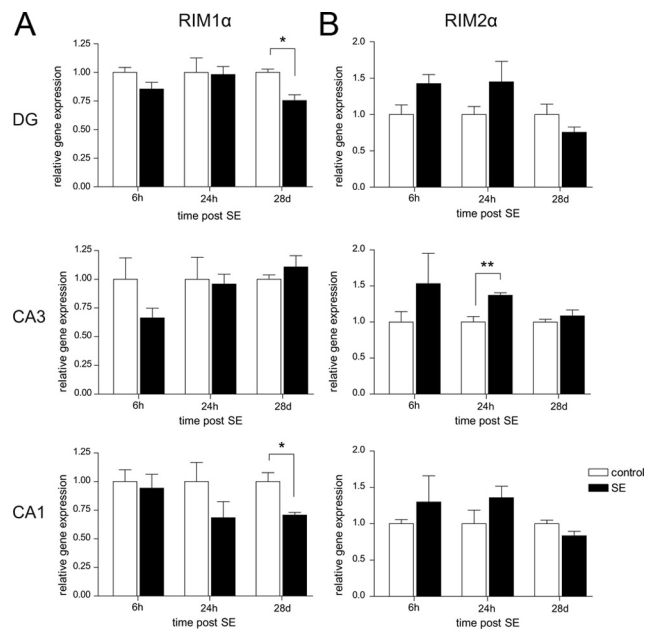 A RIM1α B RIM2α
DG
relative gene expression
1.25
1.00
0.75
0.50
0.25
0.00
*
6h 24h 28d
time post SE
relative gene expression
2.0
1.5
1.0
0.5
0.0
6h 24h 28d
time post SE
CA3
relative gene expression
1.25
1.00
0.75
0.50
0.25
0.00
6h 24h 28d
time post SE
relative gene expression
2.0
1.5
1.0
0.5
0.0
**
6h 24h 28d
time post SE
CA1
relative gene expression
1.25
1.00
0.75
0.50
0.25
0.00
*
6h 24h 28d
time post SE
relative gene expression
2.0
1.5
1.0
0.5
0.0
6h 24h 28d
time post SE
control
SE